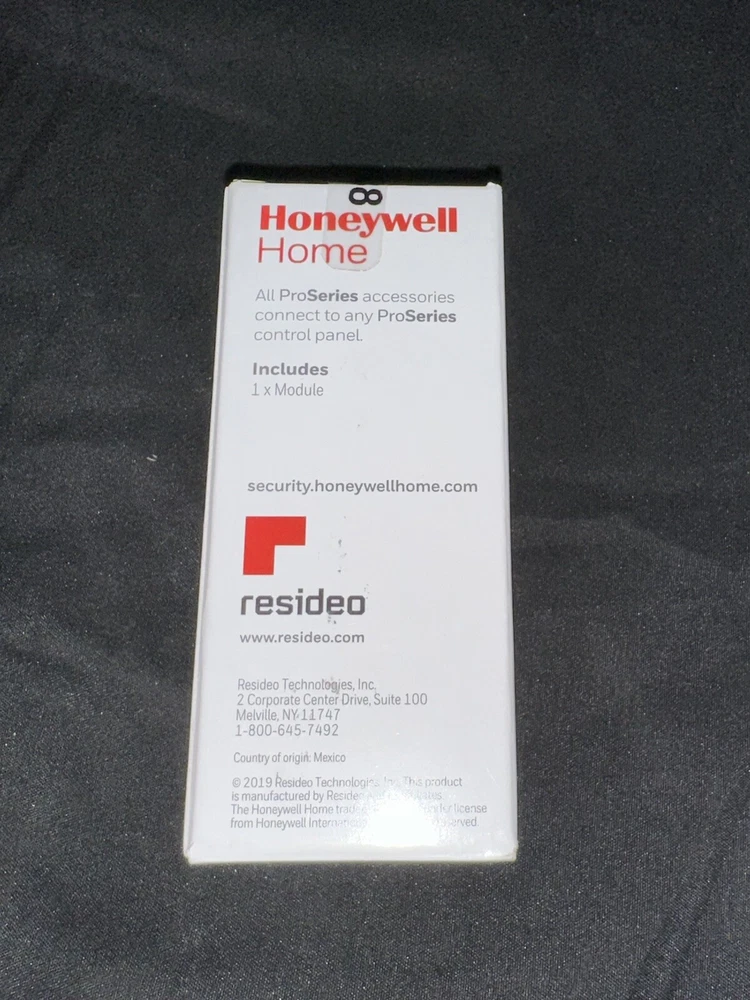 8
Honeywell
Home
All ProSeries accessories
connect to any ProSeries
control panel.
Includes
1 x Module
security.honeywellhome.com
resideo
www.resideo.com
Resideo Technologies, Inc.
2 Corporate Center Drive, Suite 100
Melville, NY 11747
1-800-645-7492
Country of origin: Mexico
© 2019 Resideo Technologies, Inc. This product
is manufactured by Resideo
The Honeywell Home license
from Honeywell